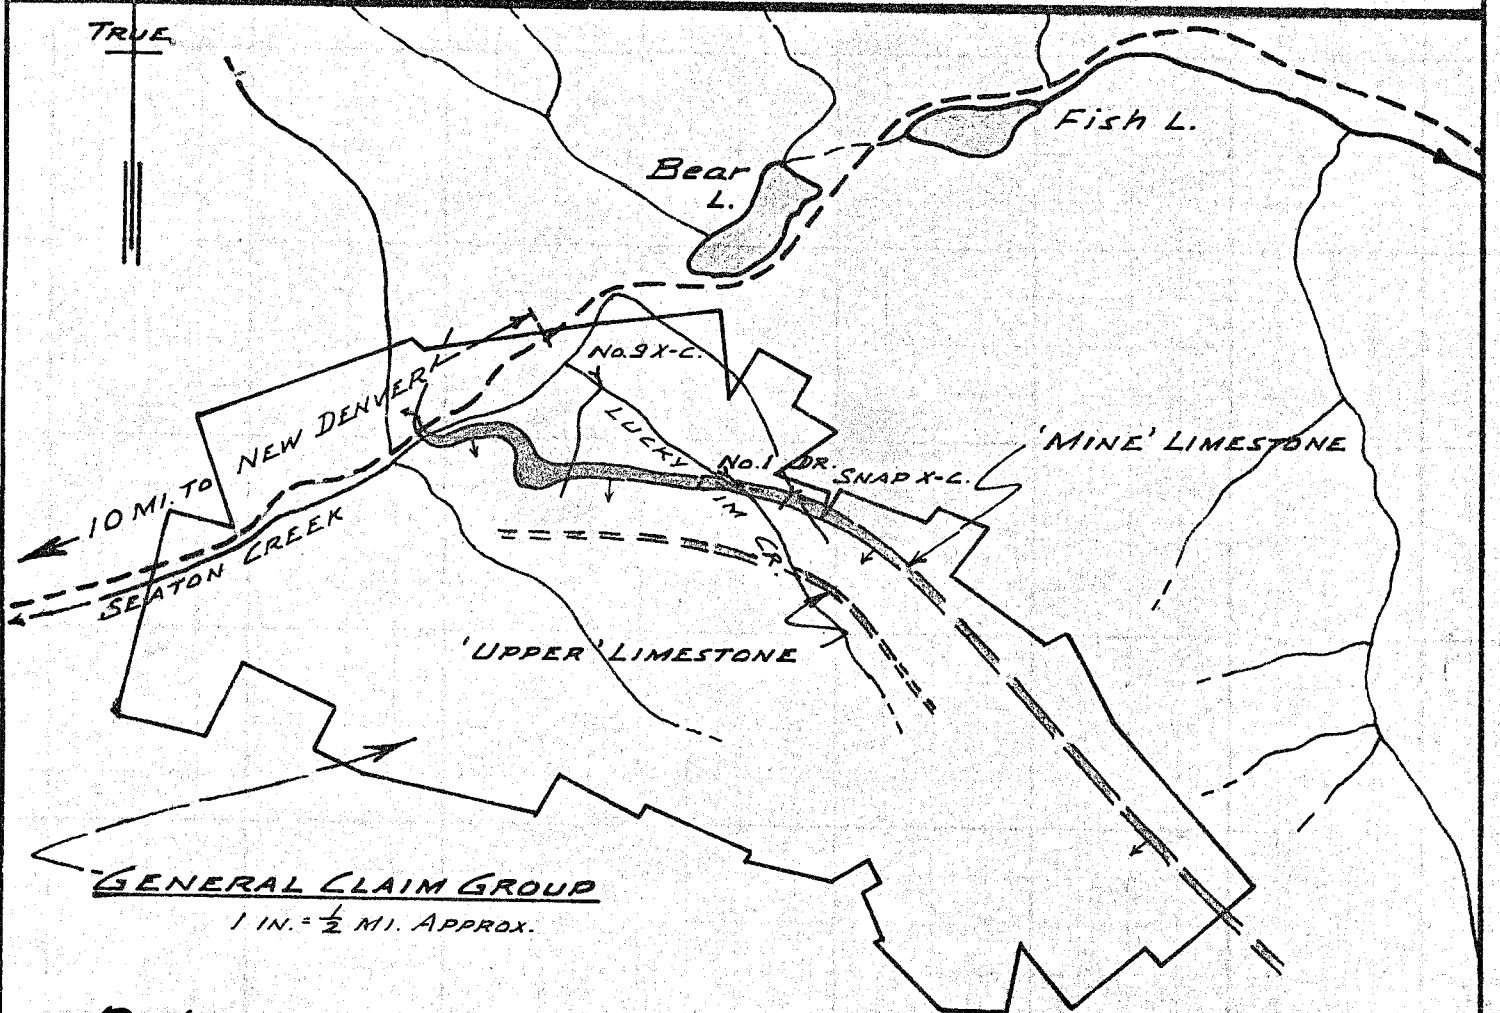 TRUE
Fish L.
Bear
L.
No. 9 X-C.
'MINE' LIMESTONE
LUCKY JIM CR.
No. 1 DR.
SNAP X-C.
10 MI. TO NEW DENVER
SEATON CREEK
'UPPER' LIMESTONE
GENERAL CLAIM GROUP
1 IN. = 1/2 MI. APPROX.